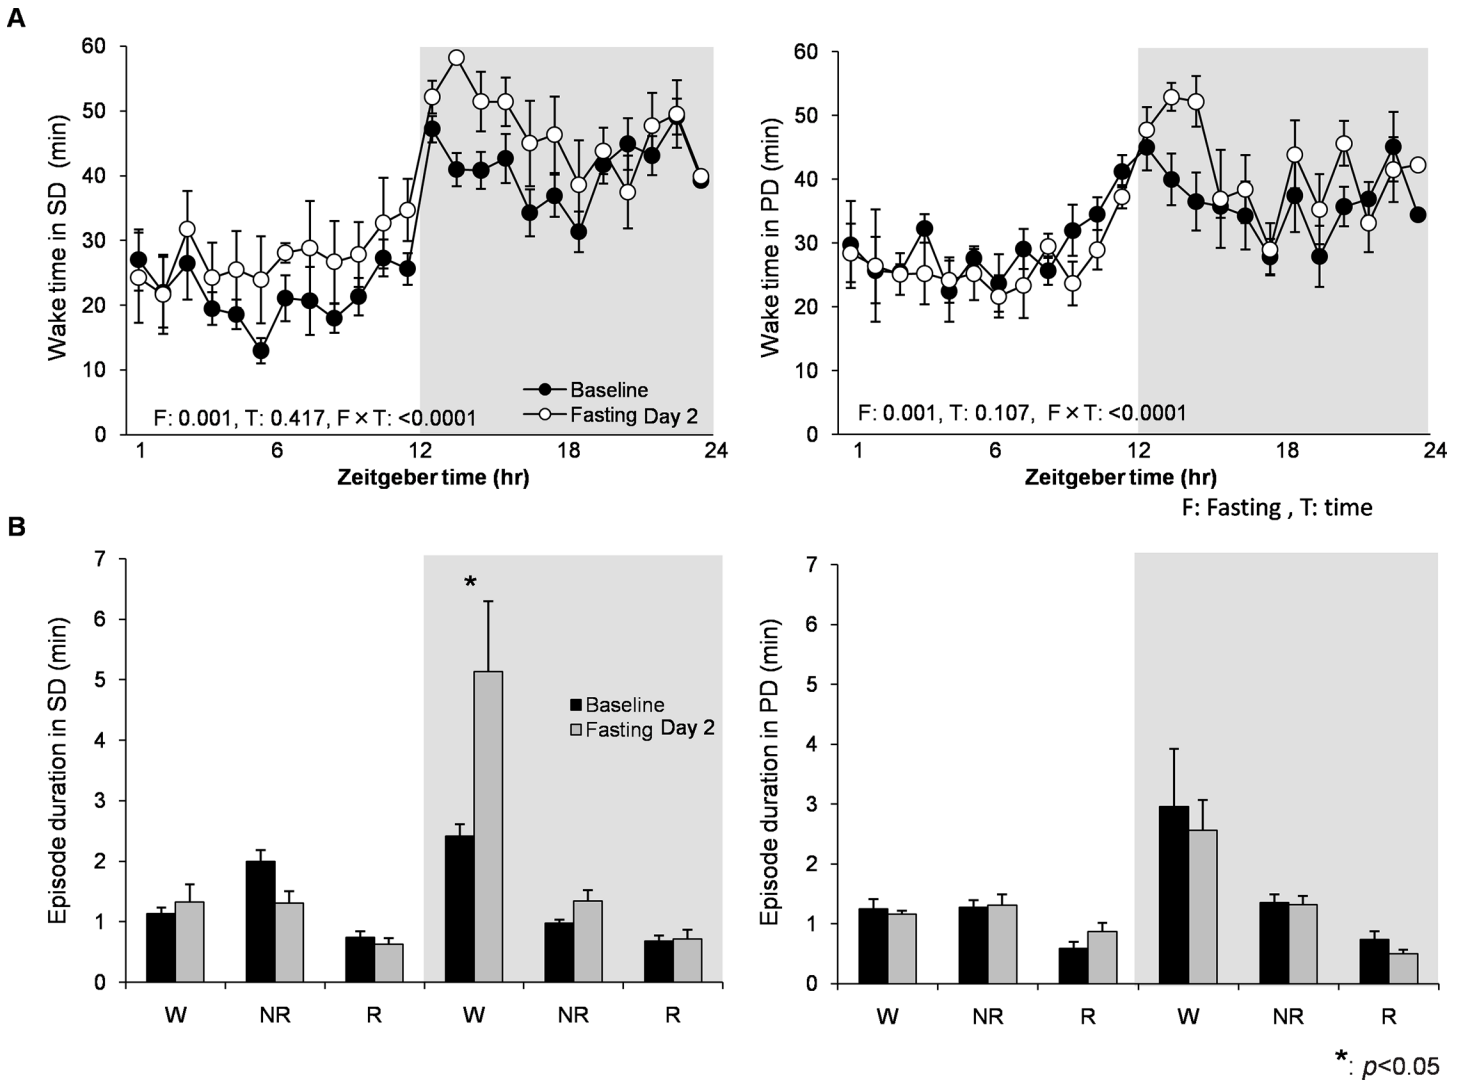 A
Wake time in SD (min)
60
50
40
30
20
10
0
Baseline
Fasting Day 2
F: 0.001, T: 0.417, F×T: <0.0001
1 6 12 18 24
Zeitgeber time (hr)
Wake time in PD (min)
60
50
40
30
20
10
0
F: 0.001, T: 0.107, F×T: <0.0001
1 6 12 18 24
Zeitgeber time (hr)
F: Fasting , T: time
B
Episode duration in SD (min)
7
6
5
4
3
2
1
0
*
Baseline
Fasting Day 2
W NR R W NR R
Episode duration in PD (min)
7
6
5
4
3
2
1
0
W NR R W NR R
*: p<0.05